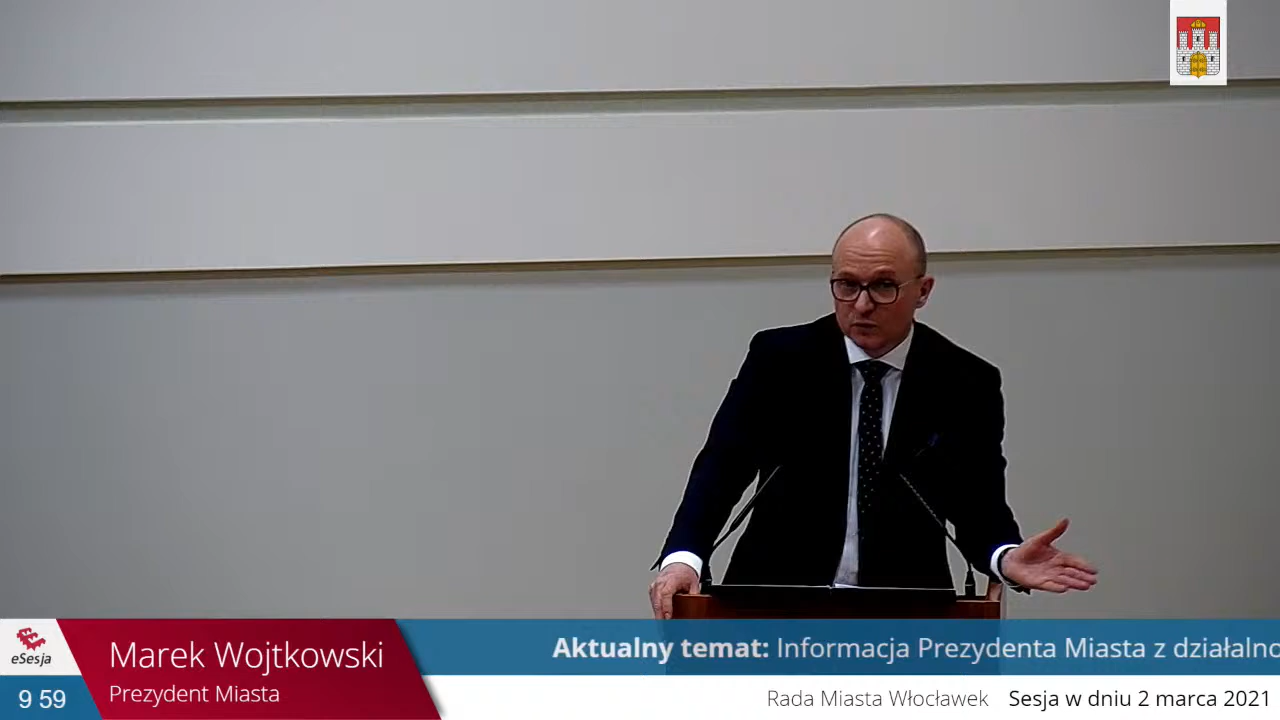 Marek Wojtkowski
Prezydent Miasta
eSesja
9 59
Aktualny temat: Informacja Prezydenta Miasta z działalno
Rada Miasta Włocławek Sesja w dniu 2 marca 2021